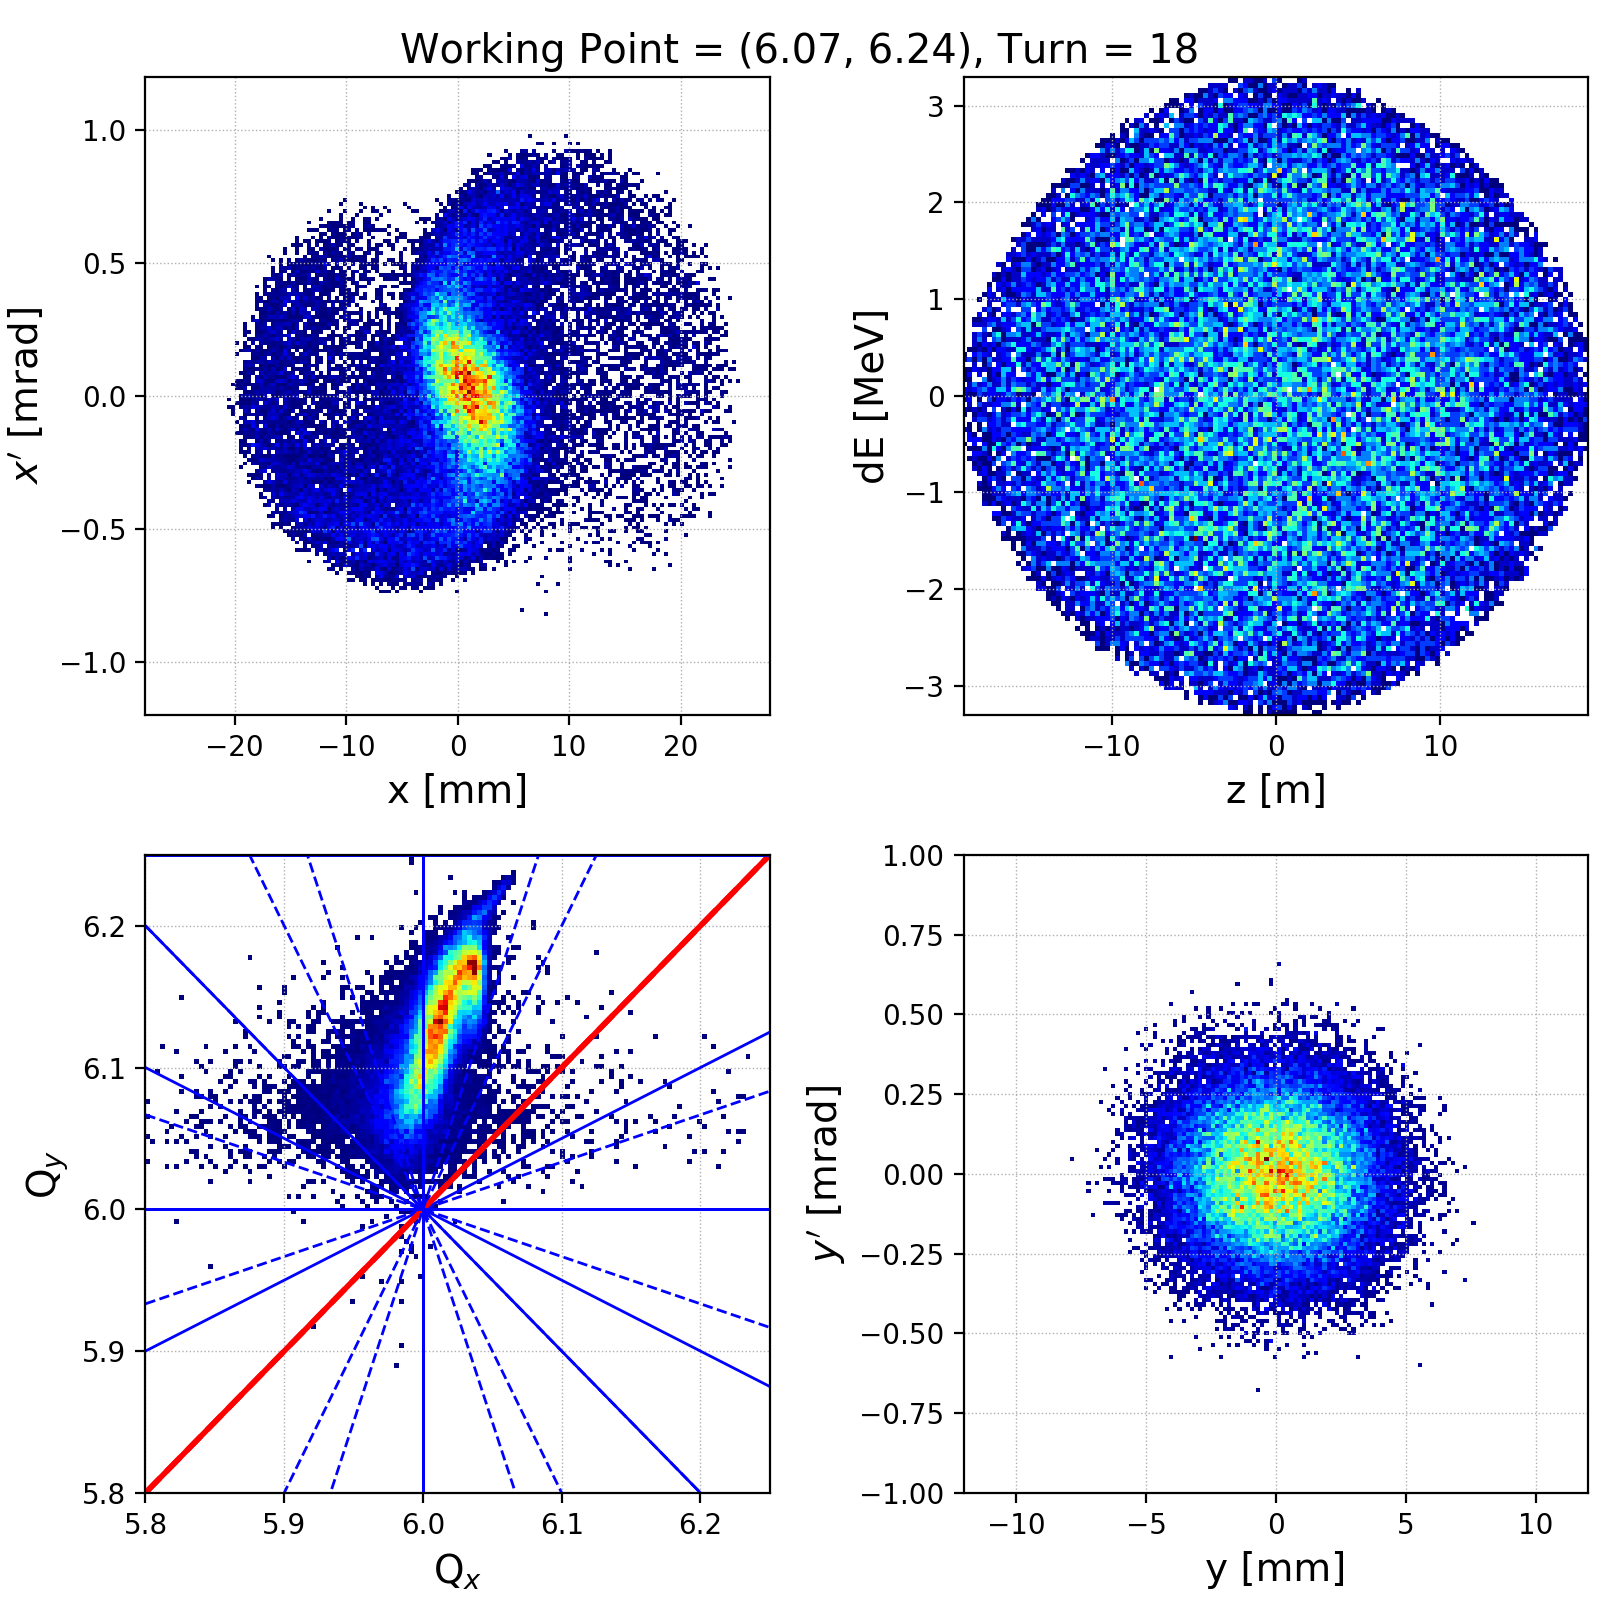 Working Point = (6.07, 6.24), Turn = 18
1.0
0.5
0.0
−0.5
−1.0
x′ [mrad]
−20 −10 0 10 20
x [mm]
3
2
1
0
−1
−2
−3
dE [MeV]
−10 0 10
z [m]
6.2
6.1
6.0
5.9
5.8
Qy
5.8 5.9 6.0 6.1 6.2
Qx
1.00
0.75
0.50
0.25
0.00
−0.25
−0.50
−0.75
−1.00
y′ [mrad]
−10 −5 0 5 10
y [mm]